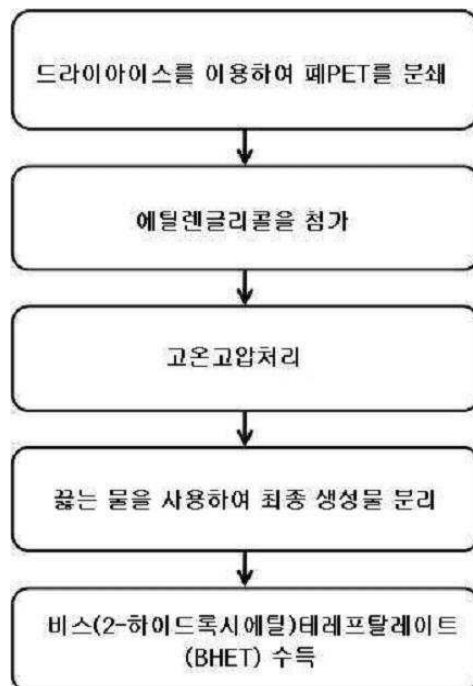 드라이아이스를 이용하여 폐PET를 분쇄
에틸렌글리콜을 첨가
고온고압처리
끓는 물을 사용하여 최종 생성물 분리
비스(2-하이드록시에틸)테레프탈레이트
(BHET) 수득